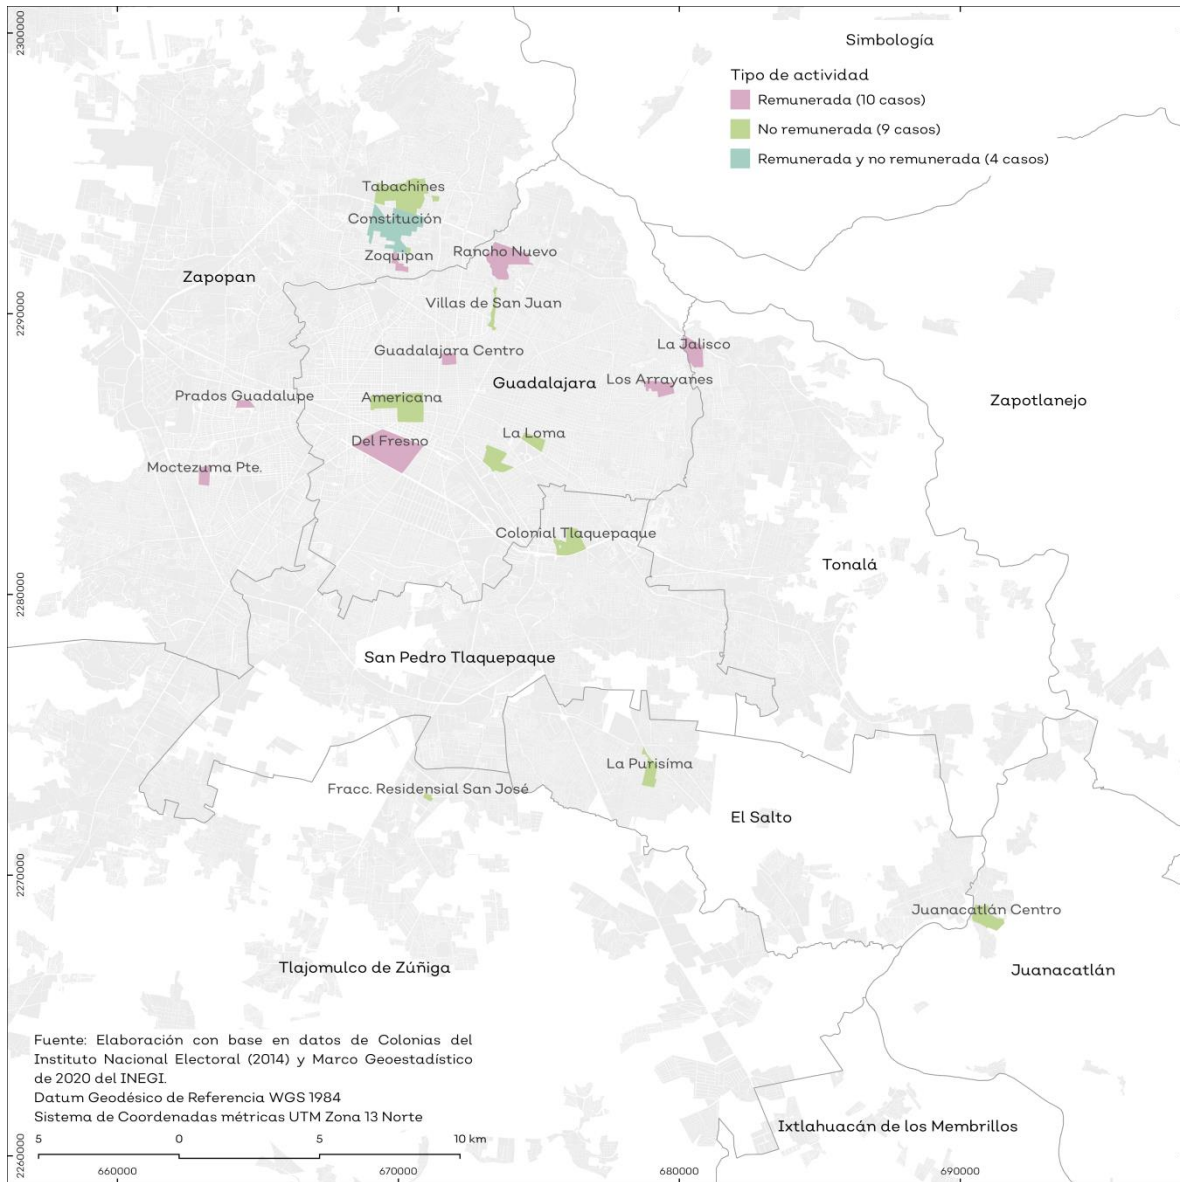 Simbología
Tipo de actividad
Remunerada (10 casos)
No remunerada (9 casos)
Remunerada y no remunerada (4 casos)
2300000
Tabachines
Constitución
Zoquipan
Rancho Nuevo
Zapopan
Villas de San Juan
2290000
La Jalisco
Guadalajara Centro
Los Arrayanes
Guadalajara
Prados Guadalupe
Americana
Zapotlanejo
La Loma
Del Fresno
Moctezuma Pte.
Colonial Tlaquepaque
Tonalá
2280000
San Pedro Tlaquepaque
La Purisíma
Fracc. Residensial San José
El Salto
2270000
Juanacatlán Centro
Tlajomulco de Zúñiga
Juanacatlán
Fuente: Elaboración con base en datos de Colonias del
Instituto Nacional Electoral (2014) y Marco Geoestadístico
de 2020 del INEGI.
Datum Geodésico de Referencia WGS 1984
Sistema de Coordenadas métricas UTM Zona 13 Norte
Ixtlahuacán de los Membrillos
5 0 5 10 km
2260000
660000 670000 680000 690000